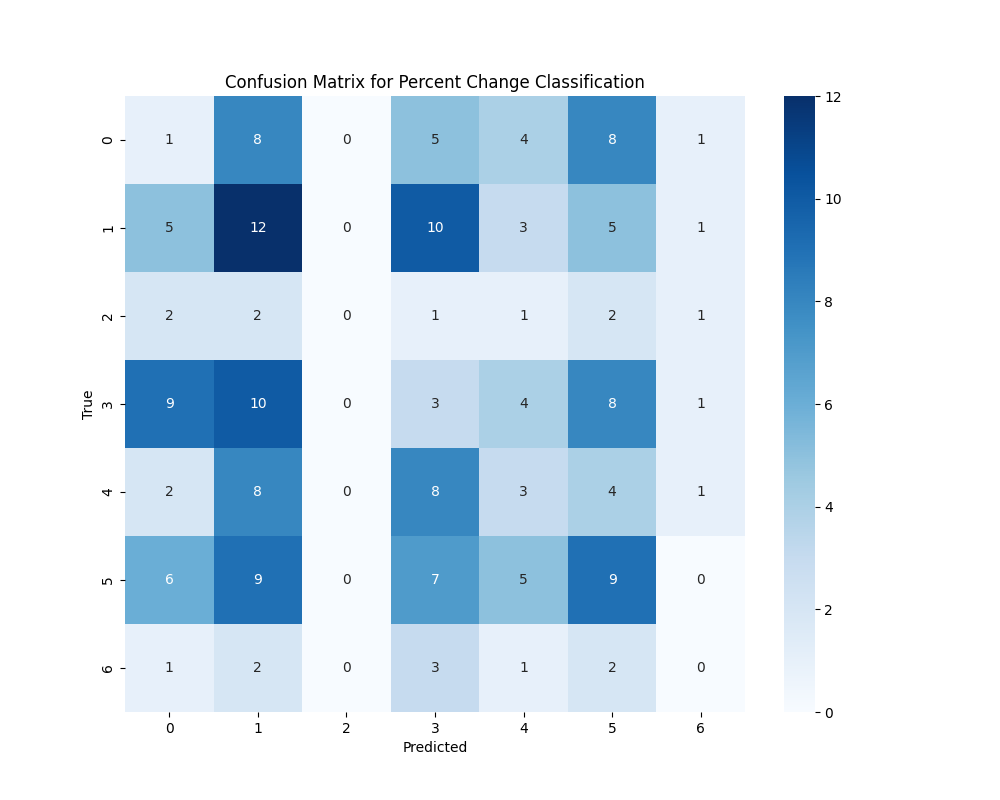 Confusion Matrix for Percent Change Classification
12
0 1 8 0 5 4 8 1
10
1 5 12 0 10 3 5 1
8
2 2 2 0 1 1 2 1
True
6
3 9 10 0 3 4 8 1
4
4 2 8 0 8 3 4 1
5 6 9 0 7 5 9 0
2
6 1 2 0 3 1 2 0
0
0 1 2 3 4 5 6
Predicted